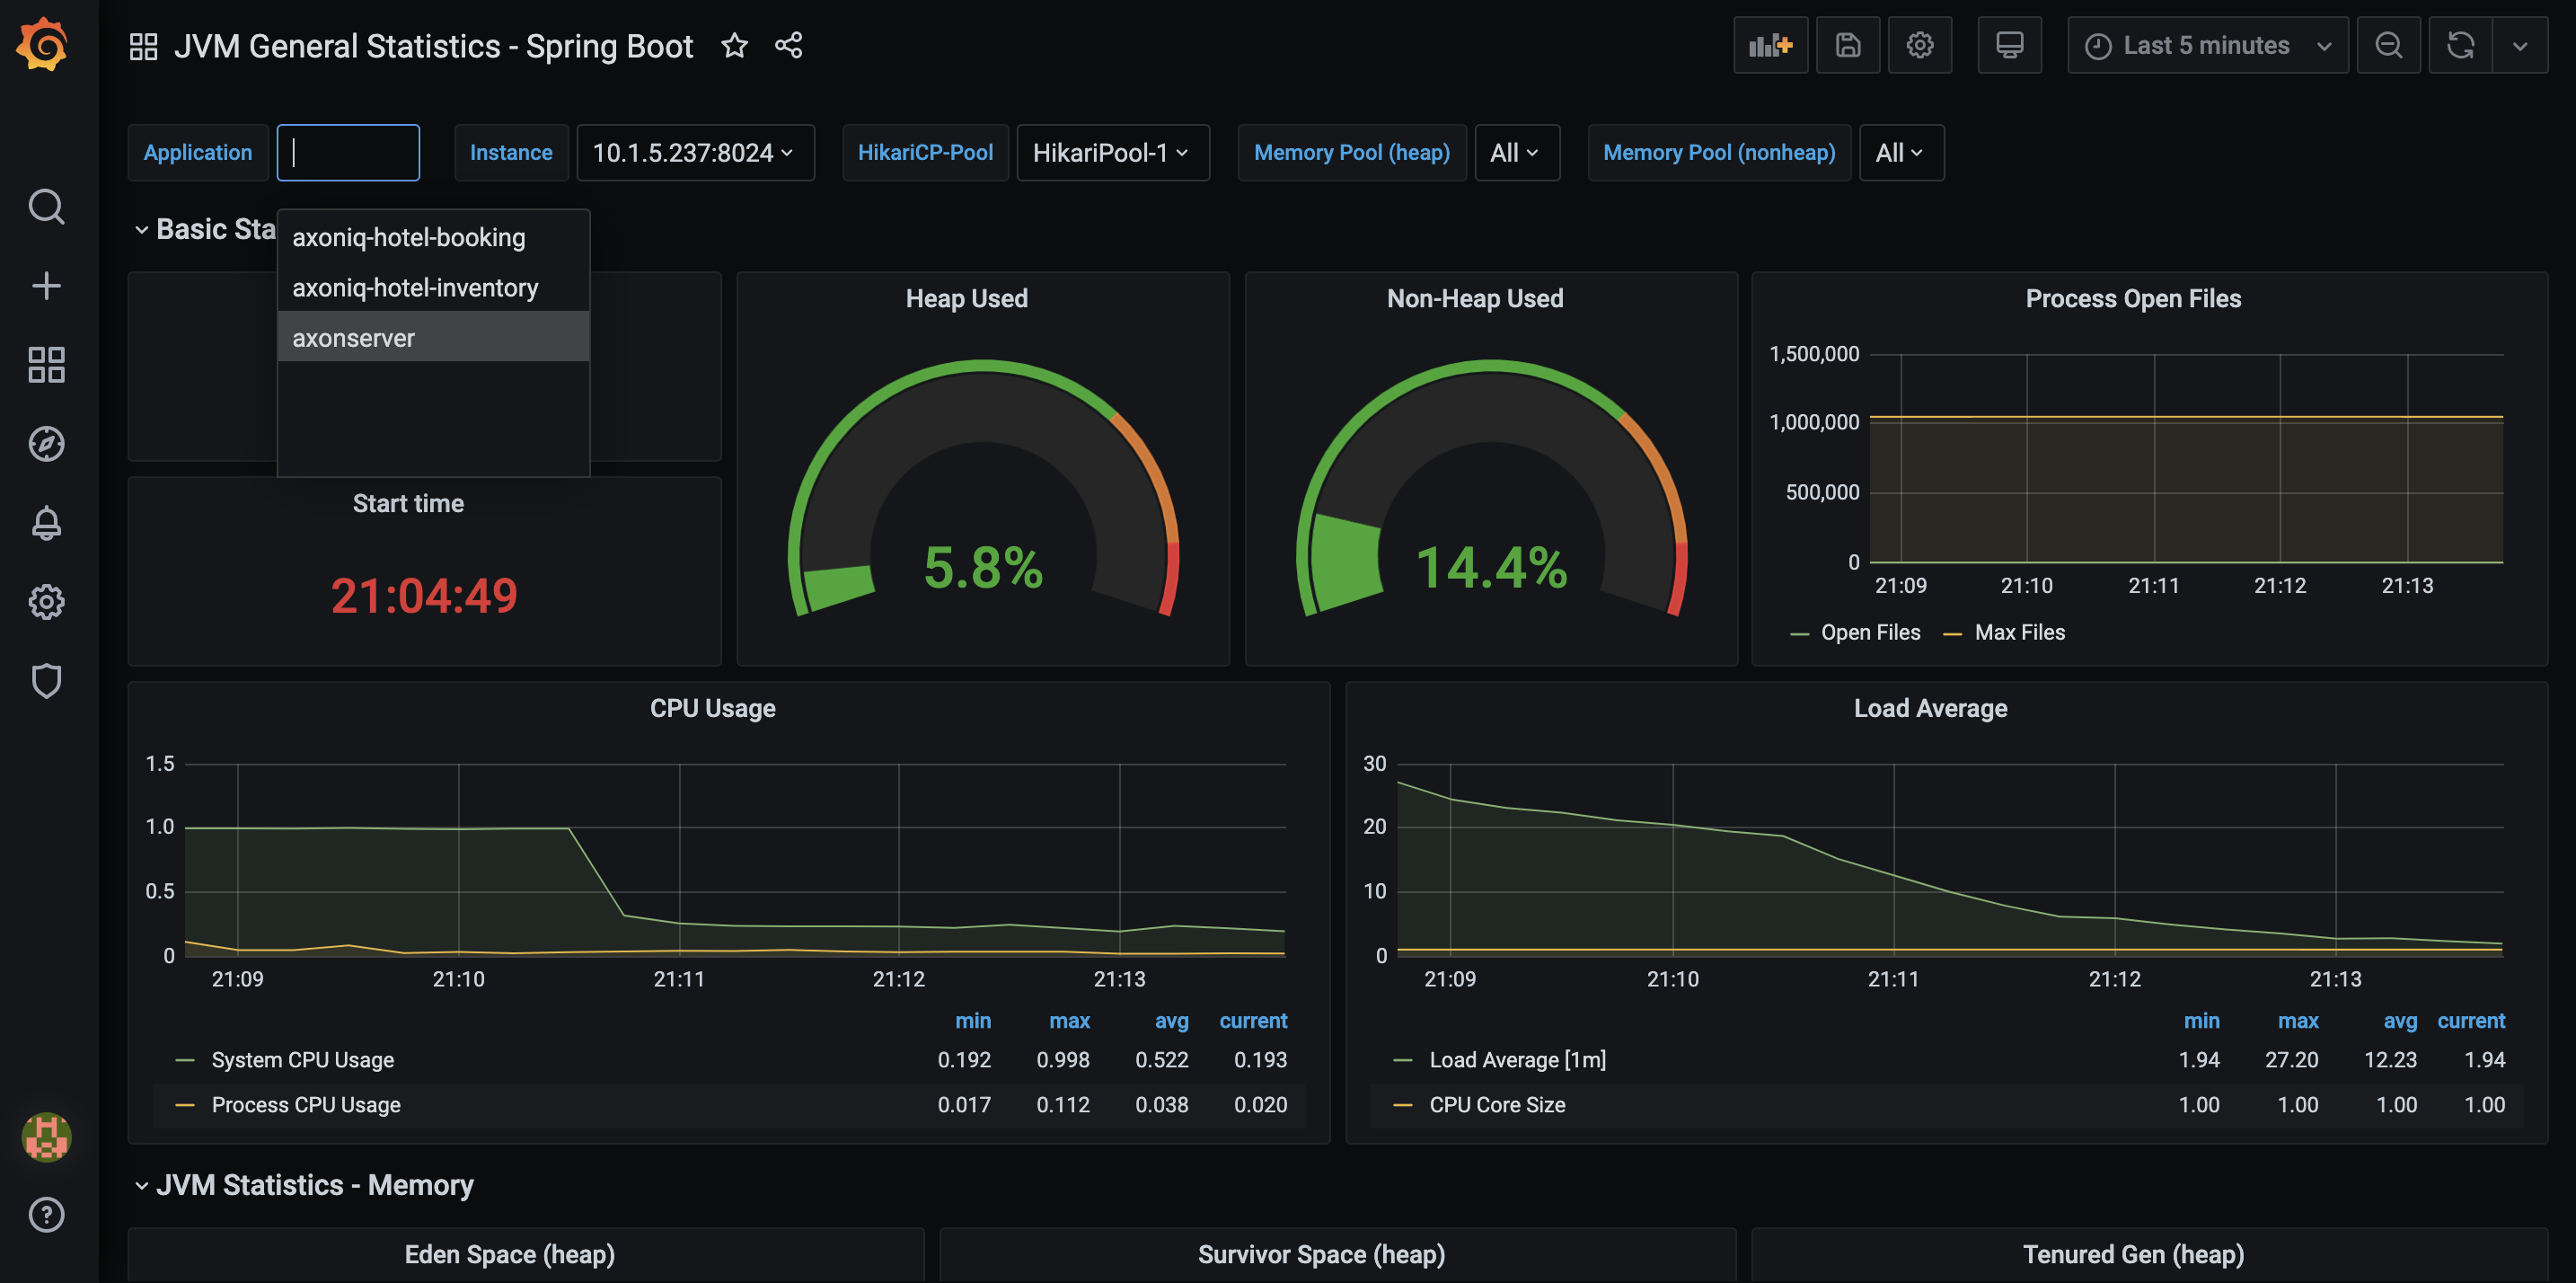 JVM General Statistics - Spring Boot
Last 5 minutes
Application
Instance 10.1.5.237:8024
HikariCP-Pool HikariPool-1
Memory Pool (heap) All
Memory Pool (nonheap) All
axoniq-hotel-booking
axoniq-hotel-inventory
axonserver
Basic Sta
Start time
21:04:49
Heap Used
5.8%
Non-Heap Used
14.4%
Process Open Files
1,500,000
1,000,000
500,000
0
21:09 21:10 21:11 21:12 21:13
Open Files Max Files
CPU Usage
1.5
1.0
0.5
0
21:09 21:10 21:11 21:12 21:13
min max avg current
System CPU Usage 0.192 0.998 0.522 0.193
Process CPU Usage 0.017 0.112 0.038 0.020
Load Average
30
20
10
0
21:09 21:10 21:11 21:12 21:13
min max avg current
Load Average [1m] 1.94 27.20 12.23 1.94
CPU Core Size 1.00 1.00 1.00 1.00
JVM Statistics - Memory
Eden Space (heap)
Survivor Space (heap)
Tenured Gen (heap)